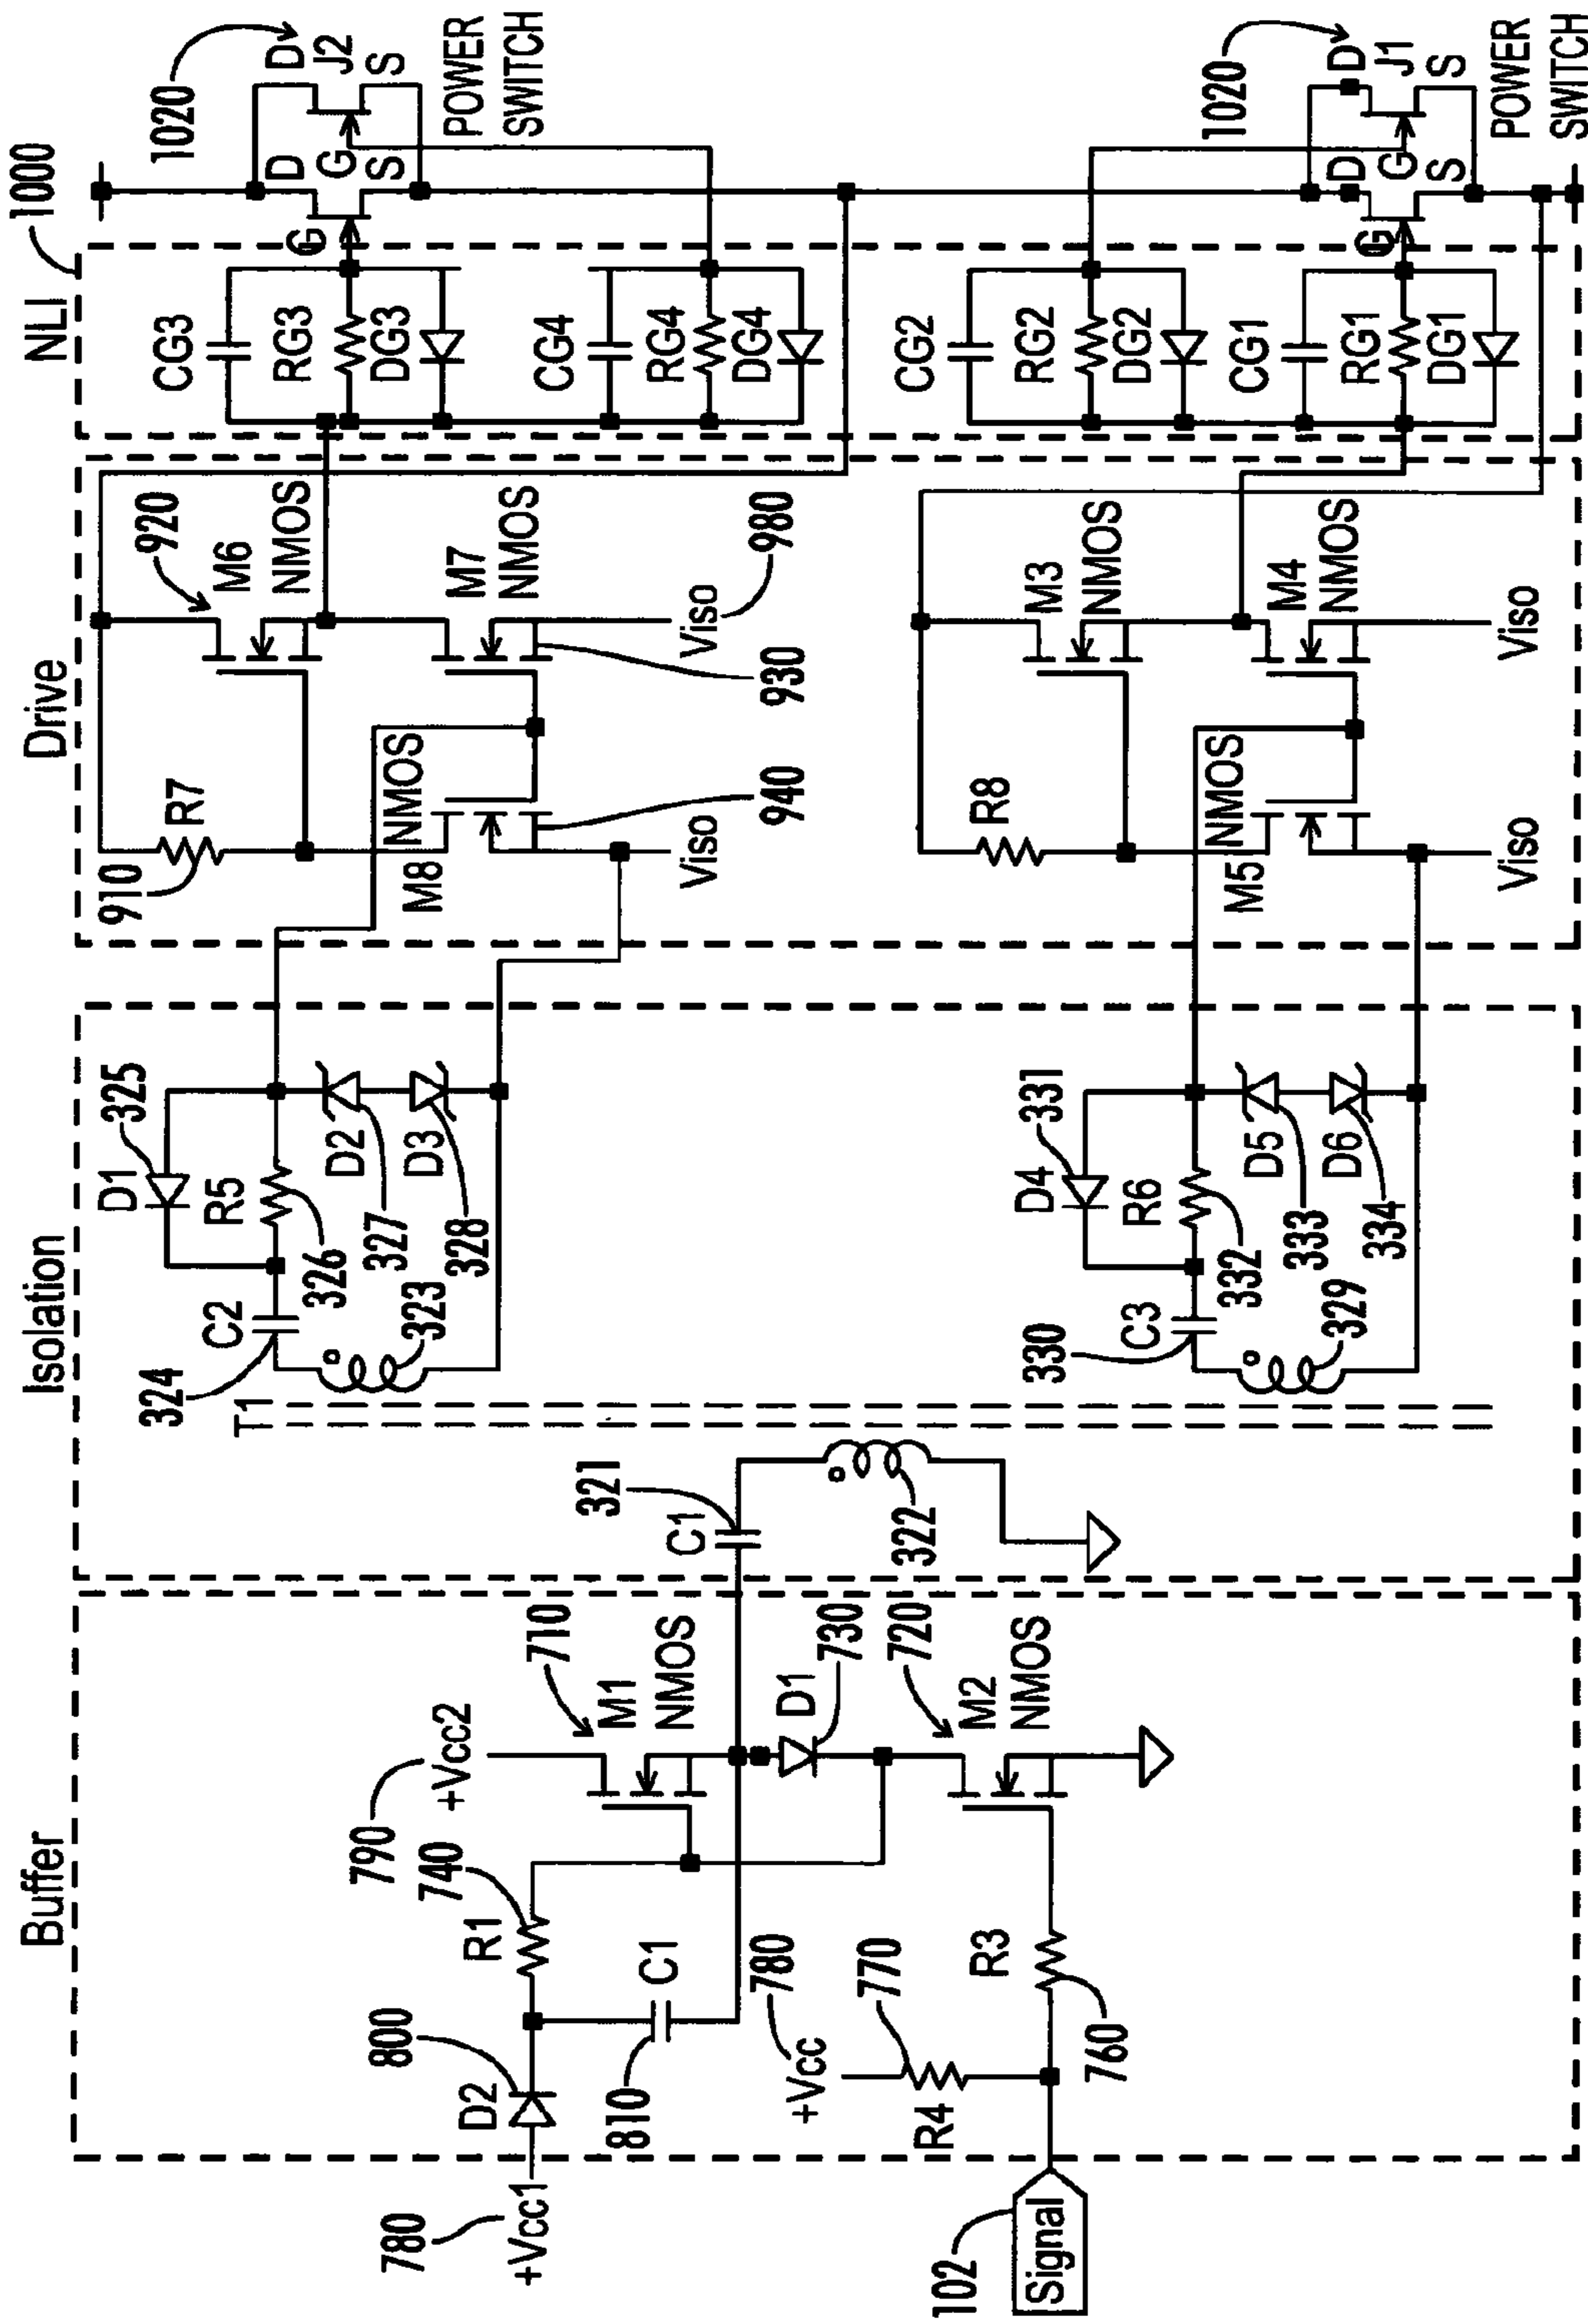 Buffer
Isolation
Drive
NLI
1000
780
+Vcc1
D2
800
R1
740
790
+Vcc2
810
C1
710
M1
NMOS
780
+Vcc
770
R4
D1
730
720
M2
NMOS
R3
760
102
Signal
324
C2
T1
D1
325
R5
326
D2
327
D3
328
323
321
C1
322
330
C3
D4
331
R6
332
D5
333
D6
334
329
910
R7
920
M6
NMOS
M8
NMOS
M7
NMOS
940
930
Viso
Viso
980
R8
M3
NMOS
M5
NMOS
M4
NMOS
Viso
Viso
CG3
RG3
DG3
CG4
RG4
DG4
CG2
RG2
DG2
CG1
RG1
DG1
1020
D
J2
S
D
G
S
G
POWER
SWITCH
1020
D
J1
S
D
G
S
G
POWER
SWITCH